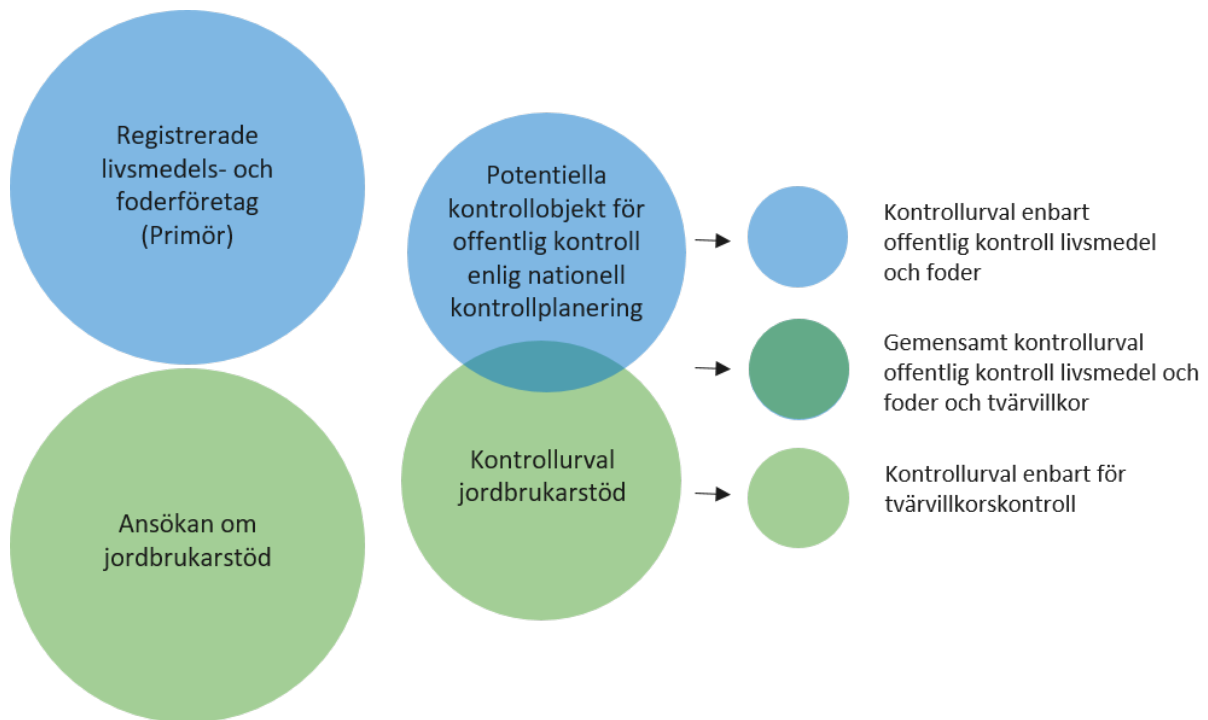 Registrerade
livsmedels- och
foderföretag
(Primör)
Ansökan om
jordbrukarstöd
Potentiella
kontrollobjekt för
offentlig kontroll
enlig nationell
kontrollplanering
Kontrollurval
jordbrukarstöd
Kontrollurval enbart
offentlig kontroll livsmedel
och foder
Gemensamt kontrollurval
offentlig kontroll livsmedel och
foder och tvärvillkor
Kontrollurval enbart för
tvärvillkorskontroll